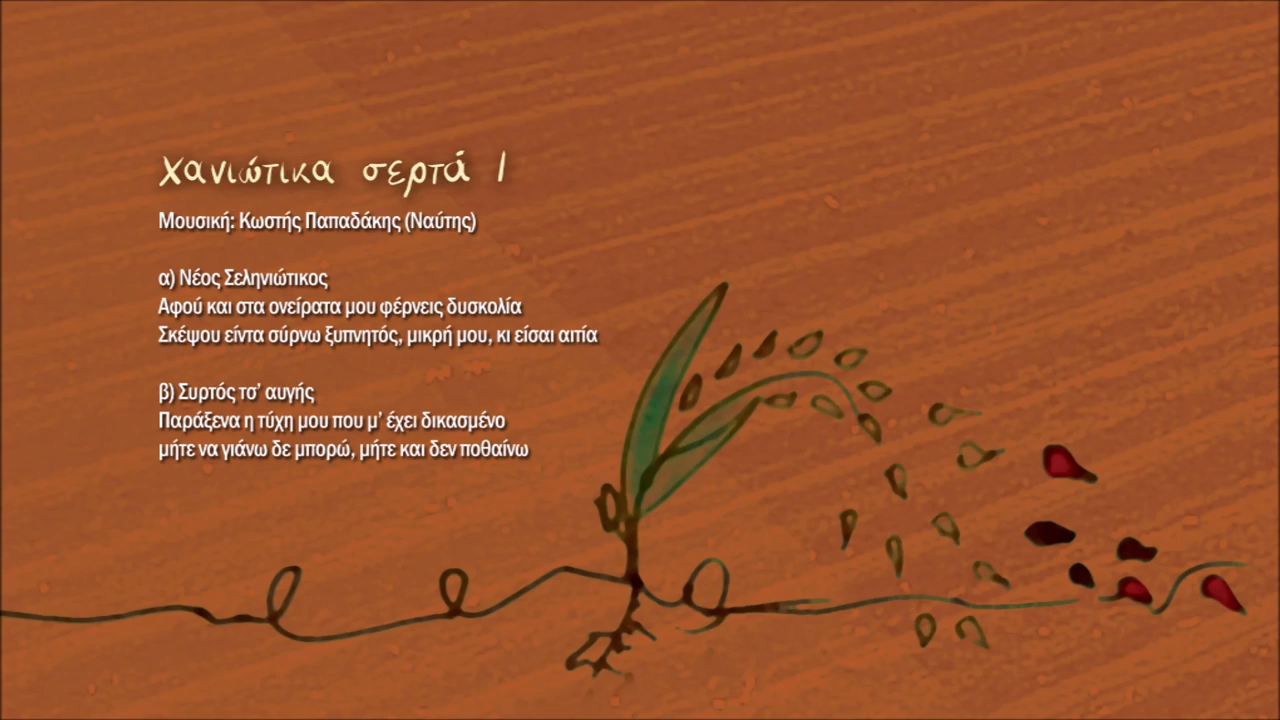 Χανιώτικα σερτά 1
Μουσική: Κωστής Παπαδάκης (Ναύτης)
α) Νέος Σεληνιώτικος
Αφού και στα ονείρατα μου φέρνεις δυσκολία
Σκέψου είντα σύρνω ξυπνητός, μικρή μου, κι είσαι αιτία
β) Συρτός τσ’ αυγής
Παράξενα η τύχη μου που μ’ έχει δικασμένο
μήτε να γιάνω δε μπορώ, μήτε και δεν ποθαίνω